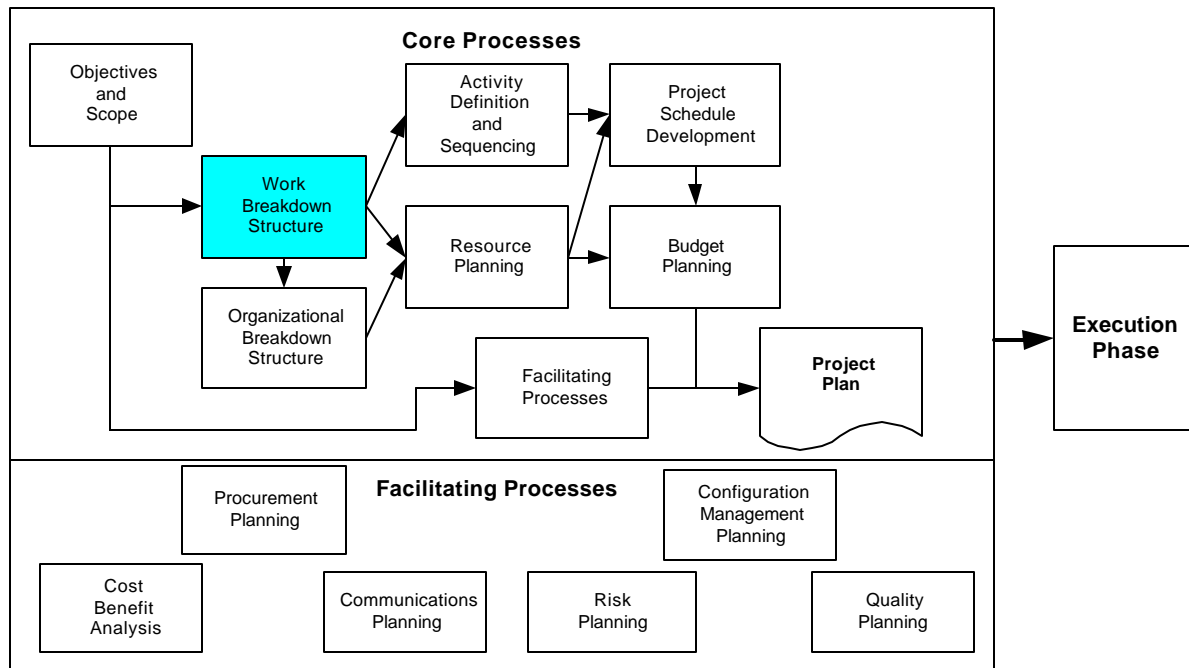 Core Processes
Objectives
and
Scope
Activity
Definition
and
Sequencing
Project
Schedule
Development
Work
Breakdown
Structure
Resource
Planning
Budget
Planning
Organizational
Breakdown
Structure
Facilitating
Processes
Project
Plan
Execution
Phase
Facilitating Processes
Procurement
Planning
Configuration
Management
Planning
Cost
Benefit
Analysis
Communications
Planning
Risk
Planning
Quality
Planning